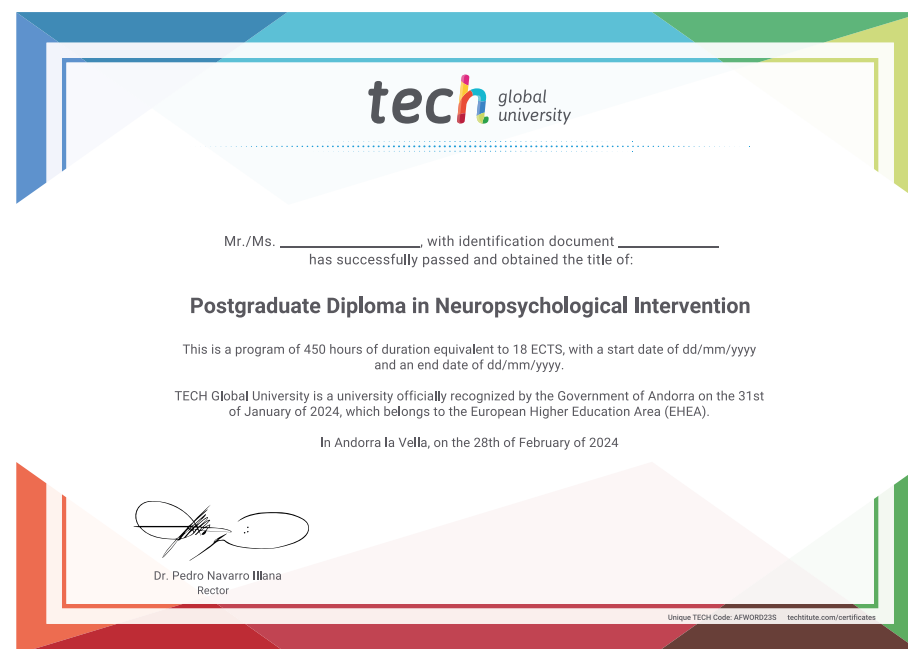 tech global university
Mr./Ms. ____________________, with identification document ______________
has successfully passed and obtained the title of:
Postgraduate Diploma in Neuropsychological Intervention
This is a program of 450 hours of duration equivalent to 18 ECTS, with a start date of dd/mm/yyyy
and an end date of dd/mm/yyyy.
TECH Global University is a university officially recognized by the Government of Andorra on the 31st
of January of 2024, which belongs to the European Higher Education Area (EHEA).
In Andorra la Vella, on the 28th of February of 2024
Dr. Pedro Navarro Illana
Rector
Unique TECH Code: AFWORD23S techtitute.com/certificates